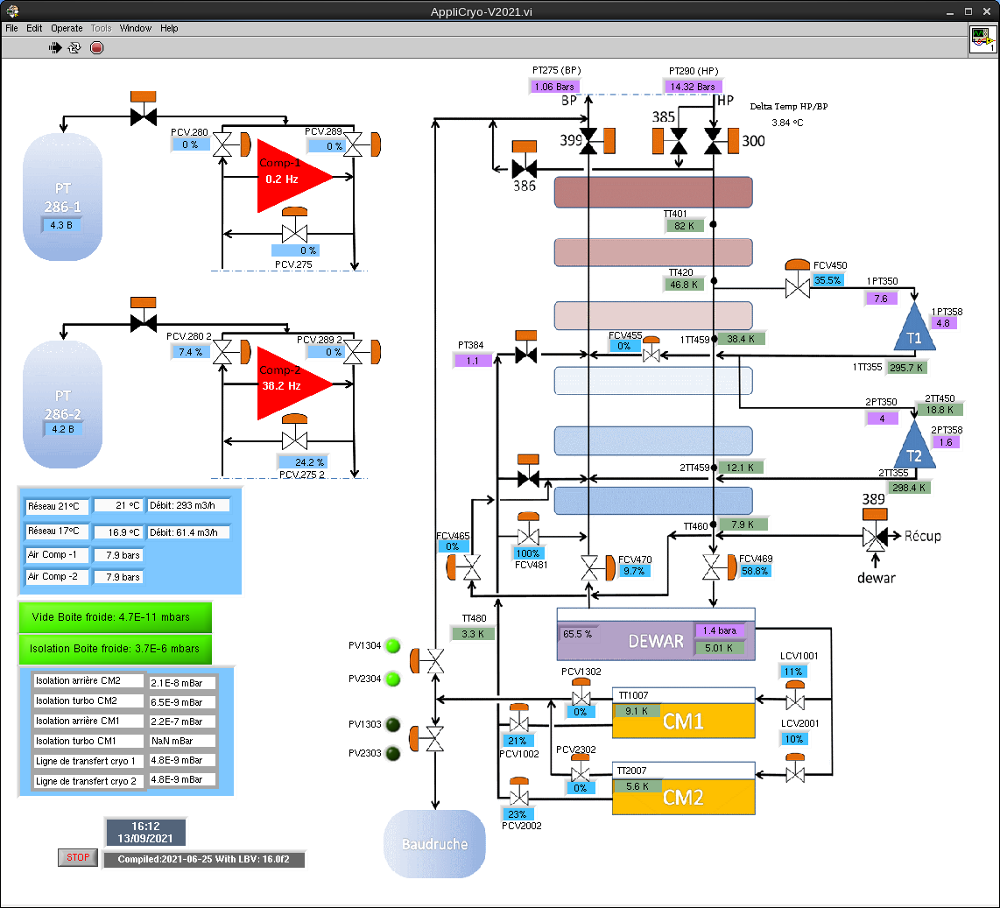 AppliCryo-V2021.vi
File Edit Operate Tools Window Help
1
PT275 (BP)
1.06 Bars
BP
PT290 (HP)
14.32 Bars
HP
Delta Temp HP/BP
3.84 ºC
385
399
300
386
PCV.280
0 %
PCV.289
0 %
Comp-1
0.2 Hz
PT
286-1
4.3 B
0 %
PCV.275
TT401
82 K
TT420
46.8 K
FCV450
35.5%
1PT350
7.6
1PT358
4.8
T1
1TT355
295.7 K
PCV.280 2
7.4 %
PCV.289 2
0 %
Comp-2
38.2 Hz
PT
286-2
4.2 B
24.2 %
PCV.275 2
PT384
1.1
FCV455
0%
1TT459
38.4 K
2PT350
4
2TT450
18.8 K
2PT358
1.6
T2
2TT355
298.4 K
2TT459
12.1 K
TT460
7.9 K
389
Récup
dewar
FCV465
0%
100%
FCV481
FCV470
9.7%
FCV469
58.8%
Réseau 21ºC
21 ºC
Débit: 293 m3/h
Réseau 17ºC
16.9 ºC
Débit: 61.4 m3/h
Air Comp -1
7.9 bars
Air Comp -2
7.9 bars
Vide Boite froide: 4.7E-11 mbars
Isolation Boite froide: 3.7E-6 mbars
Isolation arrière CM2
2.1E-8 mBar
Isolation turbo CM2
6.5E-9 mBar
Isolation arrière CM1
2.2E-7 mBar
Isolation turbo CM1
NaN mBar
Ligne de transfert cryo 1
4.8E-9 mBar
Ligne de transfert cryo 2
4.8E-9 mBar
TT480
3.3 K
65.5 %
DEWAR
1.4 bara
5.01 K
PV1304
PV2304
PV1303
PV2303
PCV1302
0%
TT1007
9.1 K
CM1
LCV1001
11%
21%
PCV1002
LCV2001
10%
PCV2302
0%
TT2007
5.6 K
CM2
23%
PCV2002
Baudruche
16:12
13/09/2021
STOP
Compiled:2021-06-25 With LBV: 16.0f2